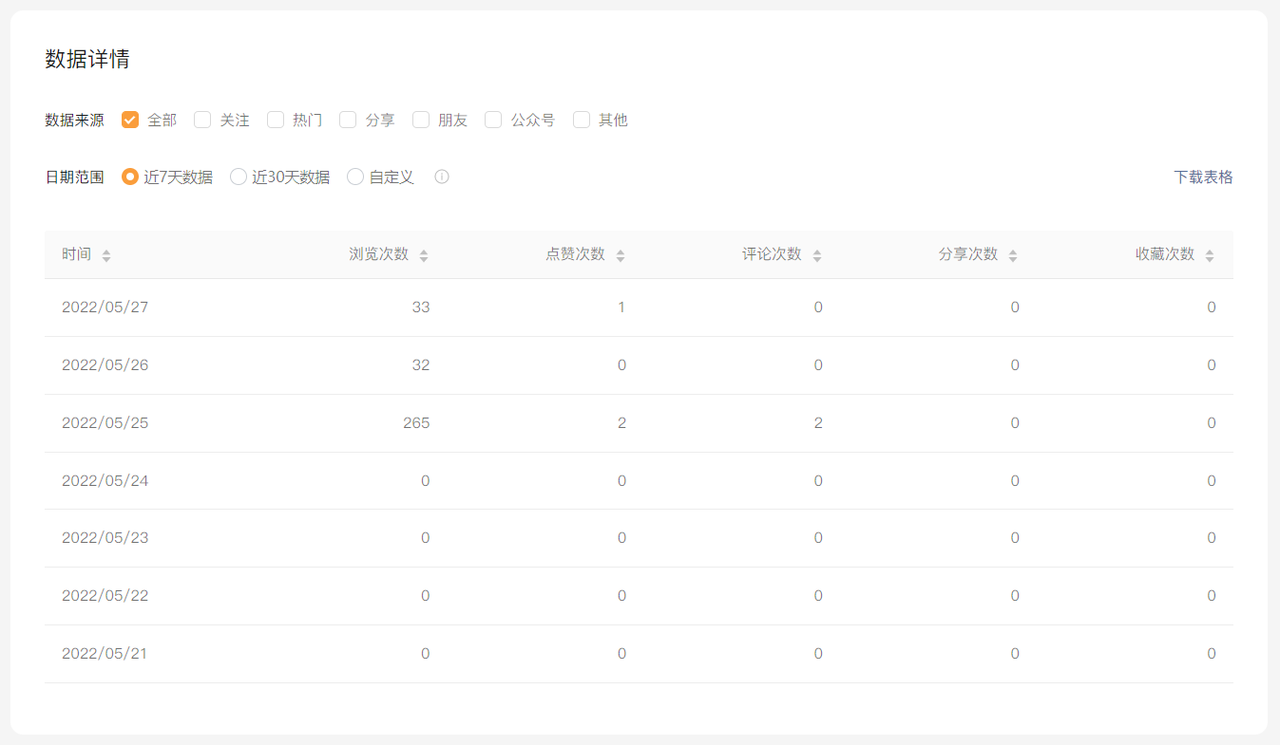 数据详情
数据来源 全部 关注 热门 分享 朋友 公众号 其他
日期范围 近7天数据 近30天数据 自定义 下载表格
时间 浏览次数 点赞次数 评论次数 分享次数 收藏次数
2022/05/27 33 1 0 0 0
2022/05/26 32 0 0 0 0
2022/05/25 265 2 2 0 0
2022/05/24 0 0 0 0 0
2022/05/23 0 0 0 0 0
2022/05/22 0 0 0 0 0
2022/05/21 0 0 0 0 0